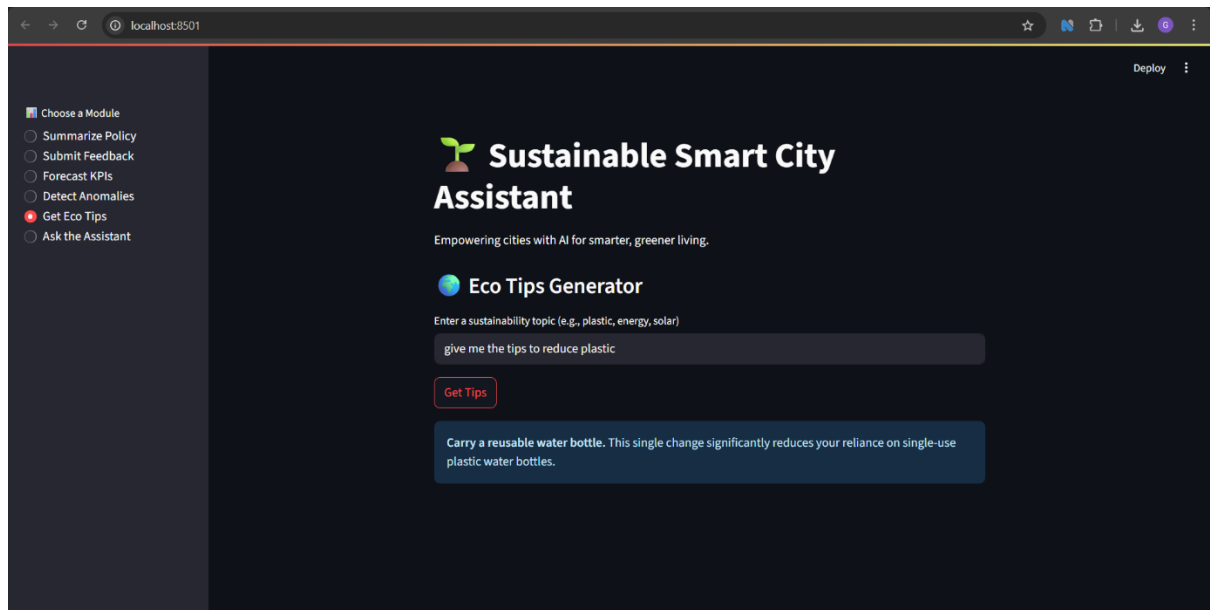 localhost:8501
G
Deploy
Choose a Module
Summarize Policy
Submit Feedback
Forecast KPIs
Detect Anomalies
Get Eco Tips
Ask the Assistant
Sustainable Smart City
Assistant
Empowering cities with AI for smarter, greener living.
Eco Tips Generator
Enter a sustainability topic (e.g., plastic, energy, solar)
give me the tips to reduce plastic
Get Tips
Carry a reusable water bottle. This single change significantly reduces your reliance on single-use
plastic water bottles.